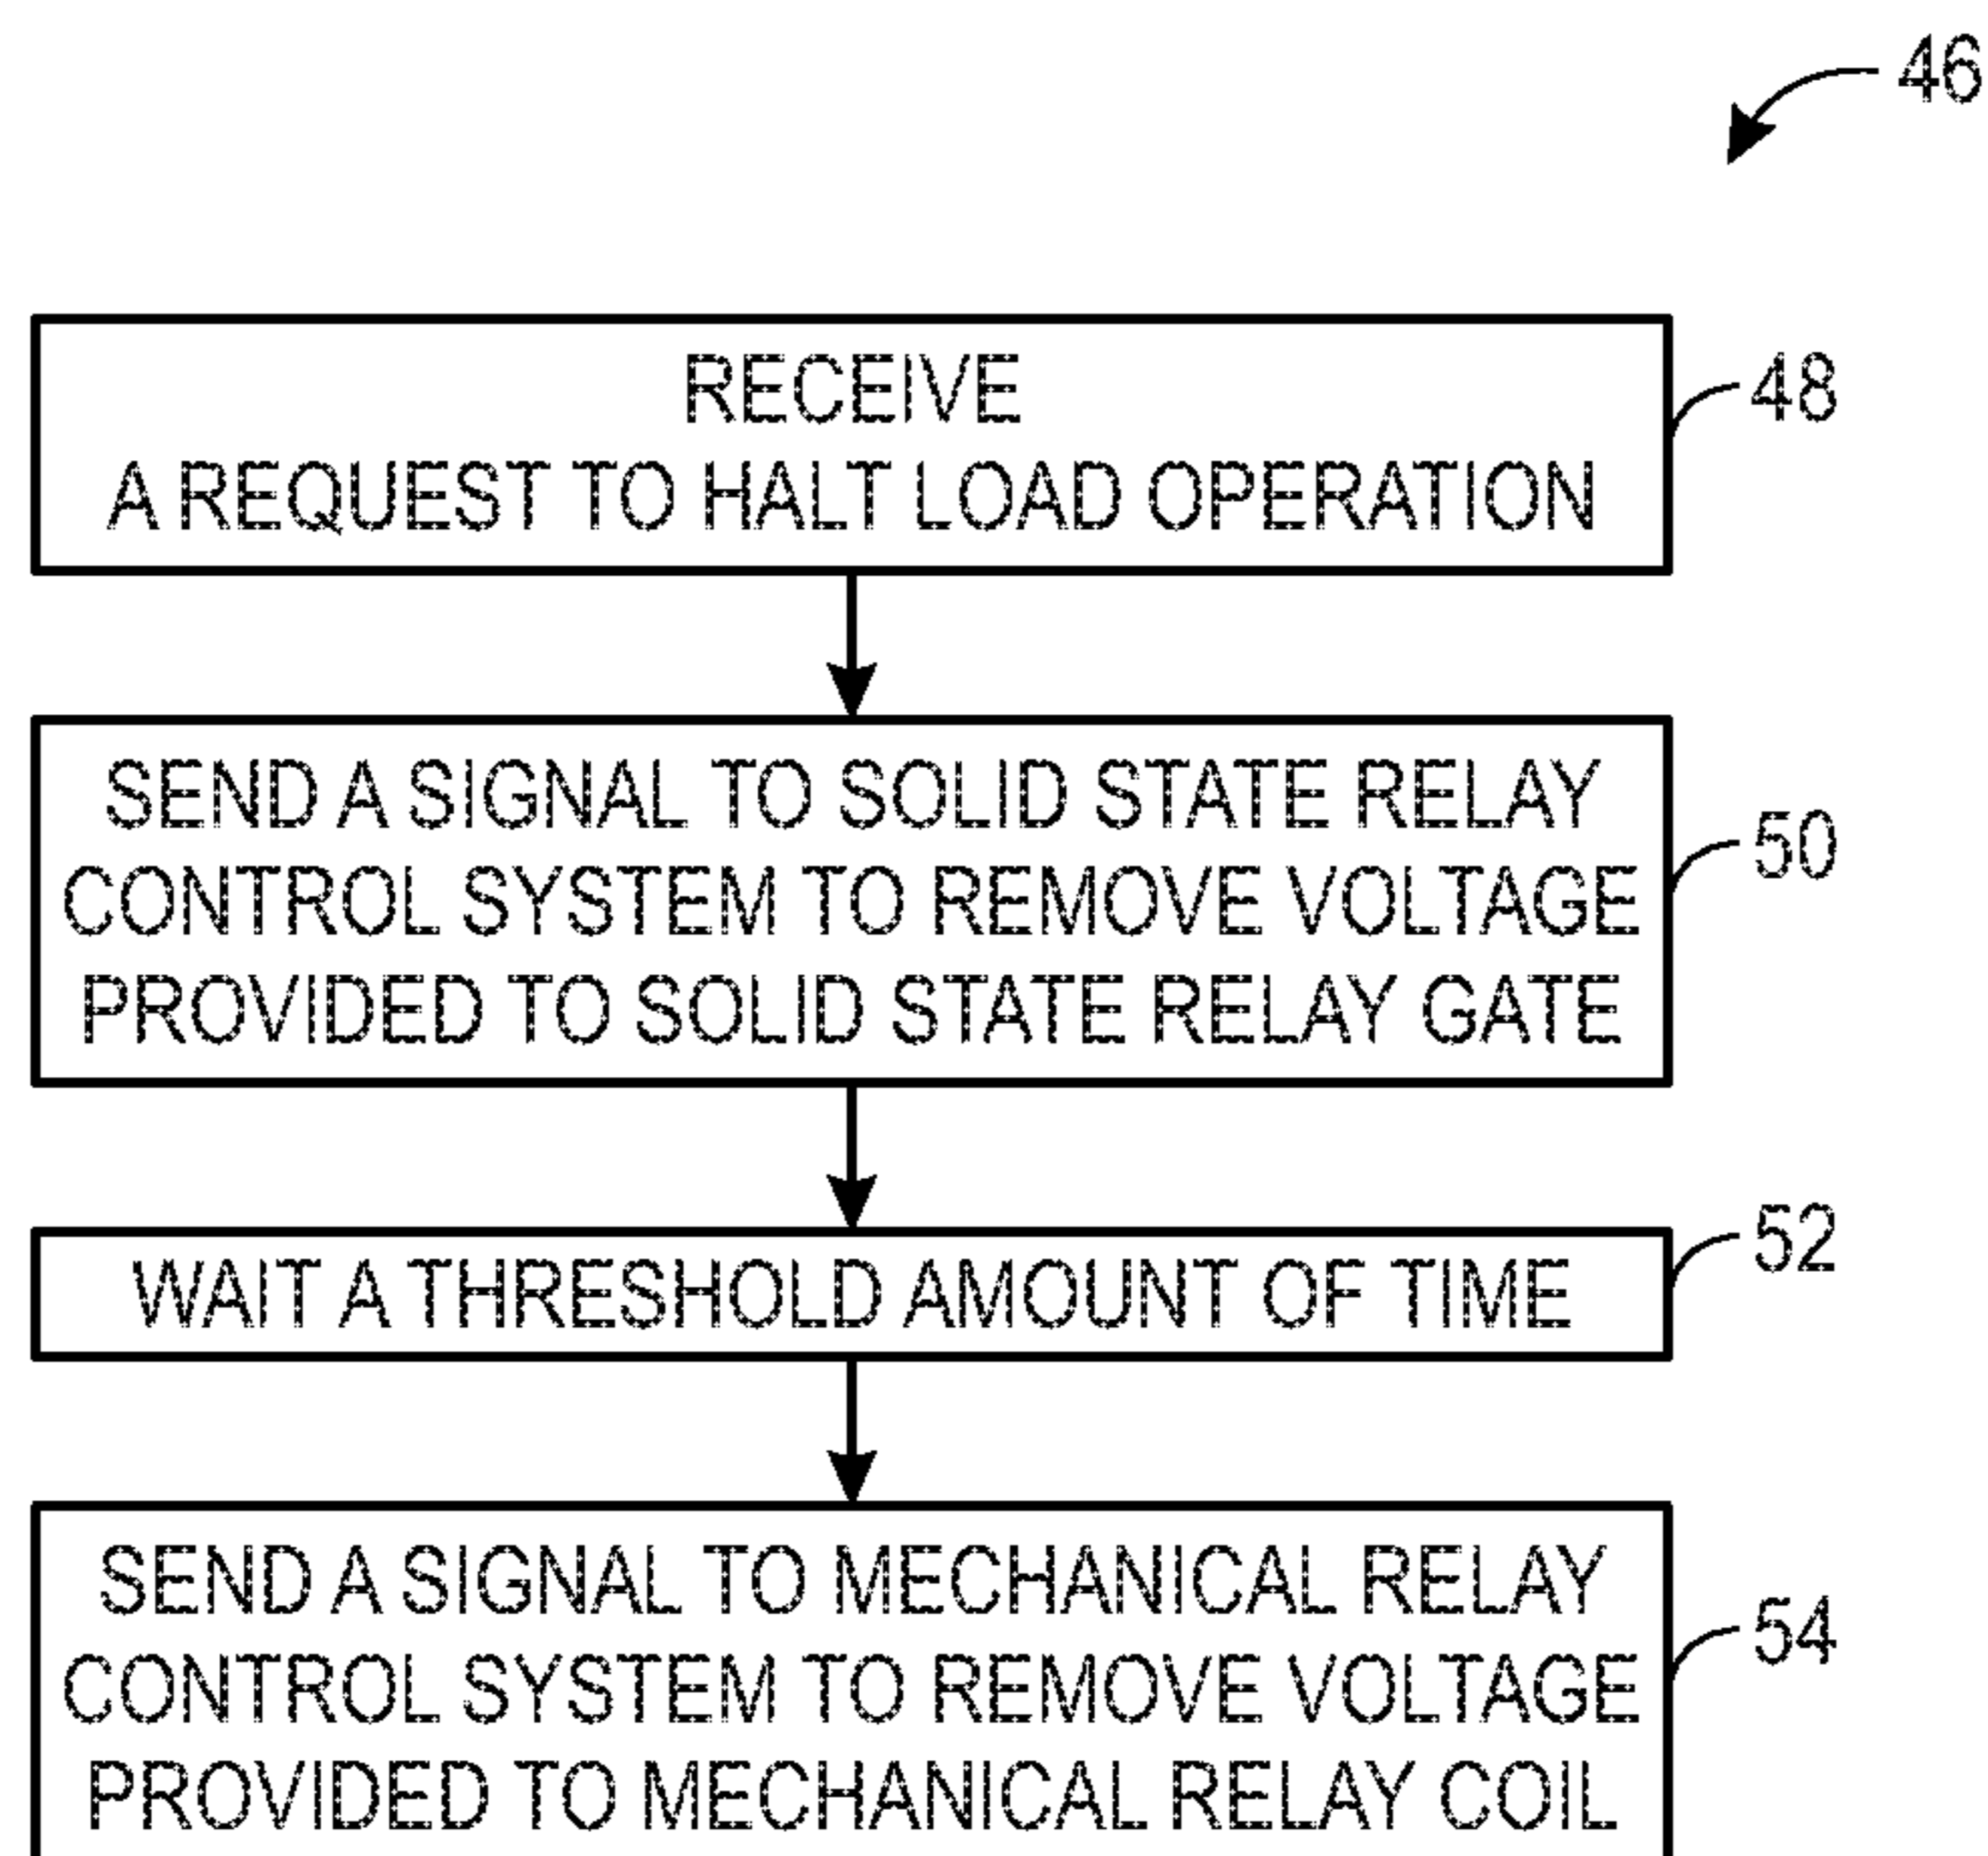 46
RECEIVE
A REQUEST TO HALT LOAD OPERATION
48
SEND A SIGNAL TO SOLID STATE RELAY
CONTROL SYSTEM TO REMOVE VOLTAGE
PROVIDED TO SOLID STATE RELAY GATE
50
WAIT A THRESHOLD AMOUNT OF TIME
52
SEND A SIGNAL TO MECHANICAL RELAY
CONTROL SYSTEM TO REMOVE VOLTAGE
PROVIDED TO MECHANICAL RELAY COIL
54